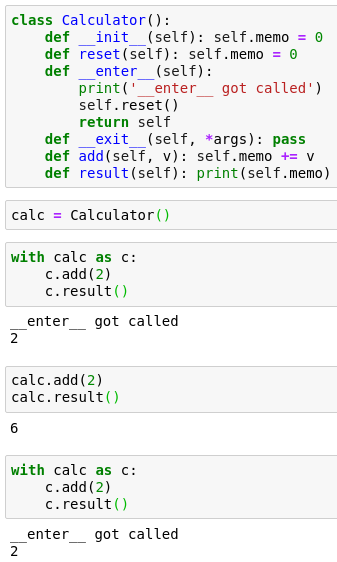 class Calculator():
    def __init__(self): self.memo = 0
    def reset(self): self.memo = 0
    def __enter__(self):
        print('__enter__ got called')
        self.reset()
        return self
    def __exit__(self, *args): pass
    def add(self, v): self.memo += v
    def result(self): print(self.memo)
calc = Calculator()
with calc as c:
    c.add(2)
    c.result()
__enter__ got called
2
calc.add(2)
calc.result()
6
with calc as c:
    c.add(2)
    c.result()
__enter__ got called
2